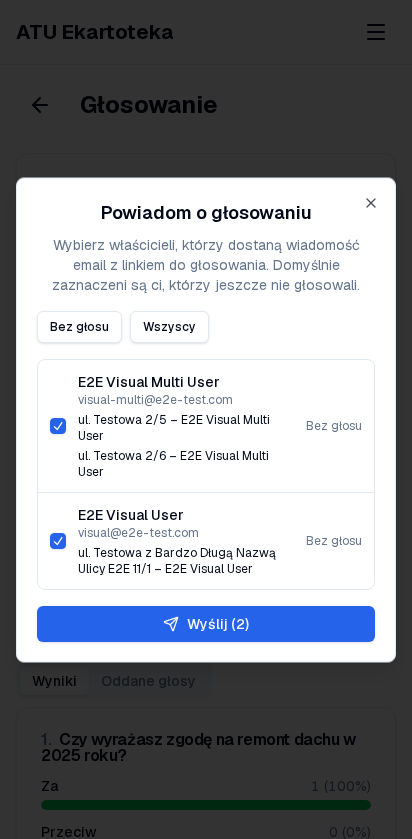 ATU Ekartoteka
Głosowanie
Powiadom o głosowaniu
Wybierz właścicieli, którzy dostaną wiadomość
email z linkiem do głosowania. Domyślnie
zaznaczeni są ci, którzy jeszcze nie głosowali.
Bez głosu
Wszyscy
E2E Visual Multi User
visual-multi@e2e-test.com
ul. Testowa 2/5 – E2E Visual Multi
User
ul. Testowa 2/6 – E2E Visual Multi
User
Bez głosu
E2E Visual User
visual@e2e-test.com
ul. Testowa z Bardzo Długą Nazwą
Ulicy E2E 11/1 – E2E Visual User
Bez głosu
Wyślij (2)
Wyniki
Oddane głosy
1. Czy wyrażasz zgodę na remont dachu w
2025 roku?
Za
1 (100%)
Przeciw
0 (0%)